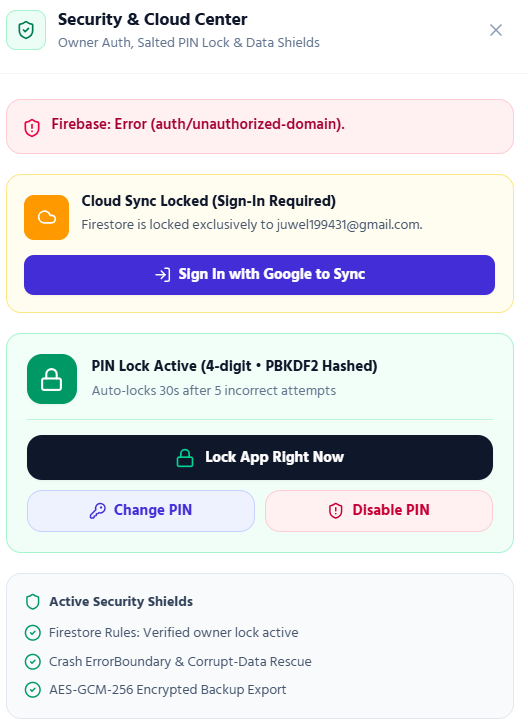 Security & Cloud Center
Owner Auth, Salted PIN Lock & Data Shields
Firebase: Error (auth/unauthorized-domain).
Cloud Sync Locked (Sign-In Required)
Firestore is locked exclusively to juwel199431@gmail.com.
Sign In with Google to Sync
PIN Lock Active (4-digit • PBKDF2 Hashed)
Auto-locks 30s after 5 incorrect attempts
Lock App Right Now
Change PIN
Disable PIN
Active Security Shields
Firestore Rules: Verified owner lock active
Crash ErrorBoundary & Corrupt-Data Rescue
AES-GCM-256 Encrypted Backup Export